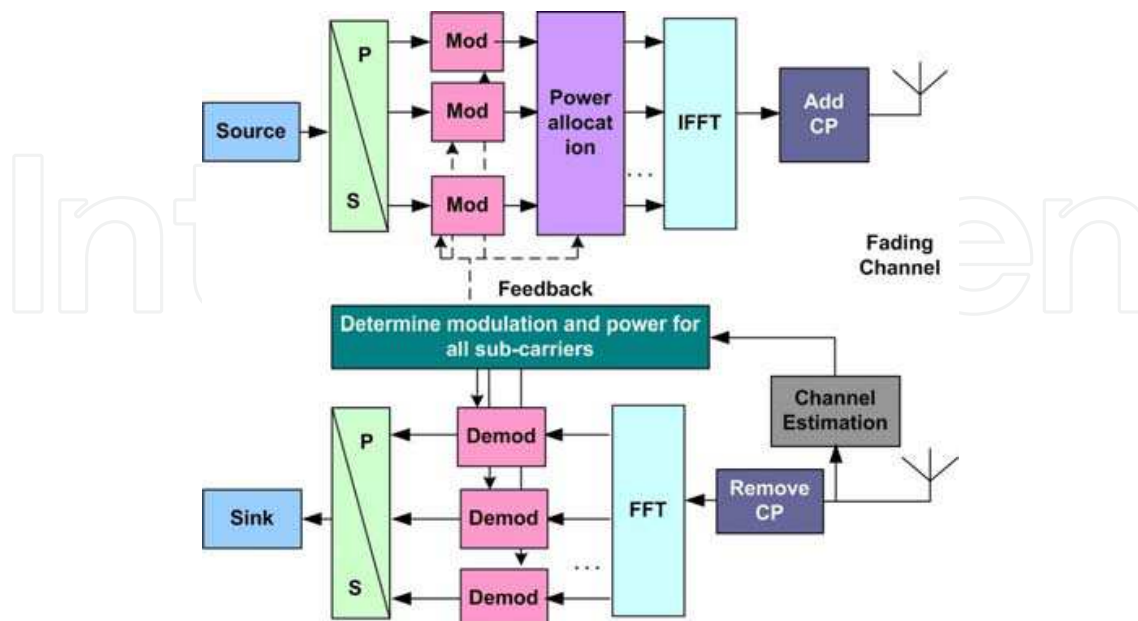 P
S
Source
Mod
Mod
Mod
Power
allocat
ion
...
IFFT
Add
CP
Fading
Channel
Feedback
Determine modulation and power for
all sub-carriers
Channel
Estimation
Remove
CP
FFT
...
Demod
Demod
Demod
P
S
Sink